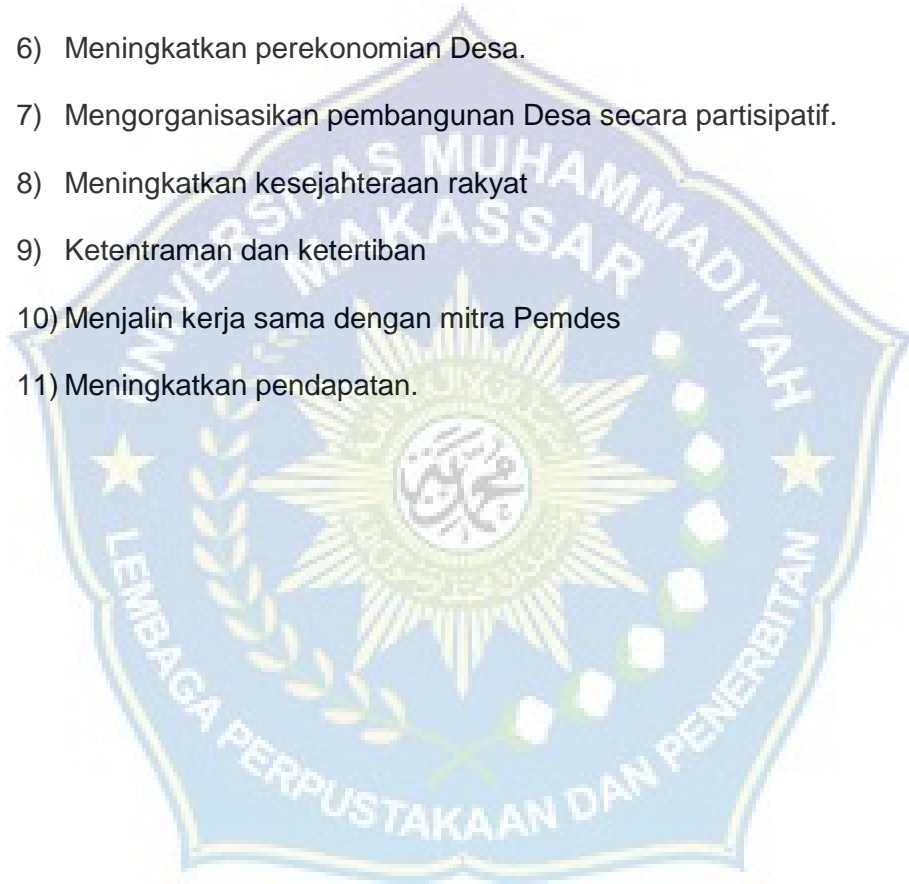 6) Meningkatkan perekonomian Desa.
7) Mengorganisasikan pembangunan Desa secara partisipatif.
8) Meningkatkan kesejahteraan rakyat
9) Ketentraman dan ketertiban
10) Menjalin kerja sama dengan mitra Pemdes
11) Meningkatkan pendapatan.
UNIVERSITAS MUHAMMADIYAH
MAKASSAR
LEMBAGA PERPUSTAKAAN DAN PENERBITAN